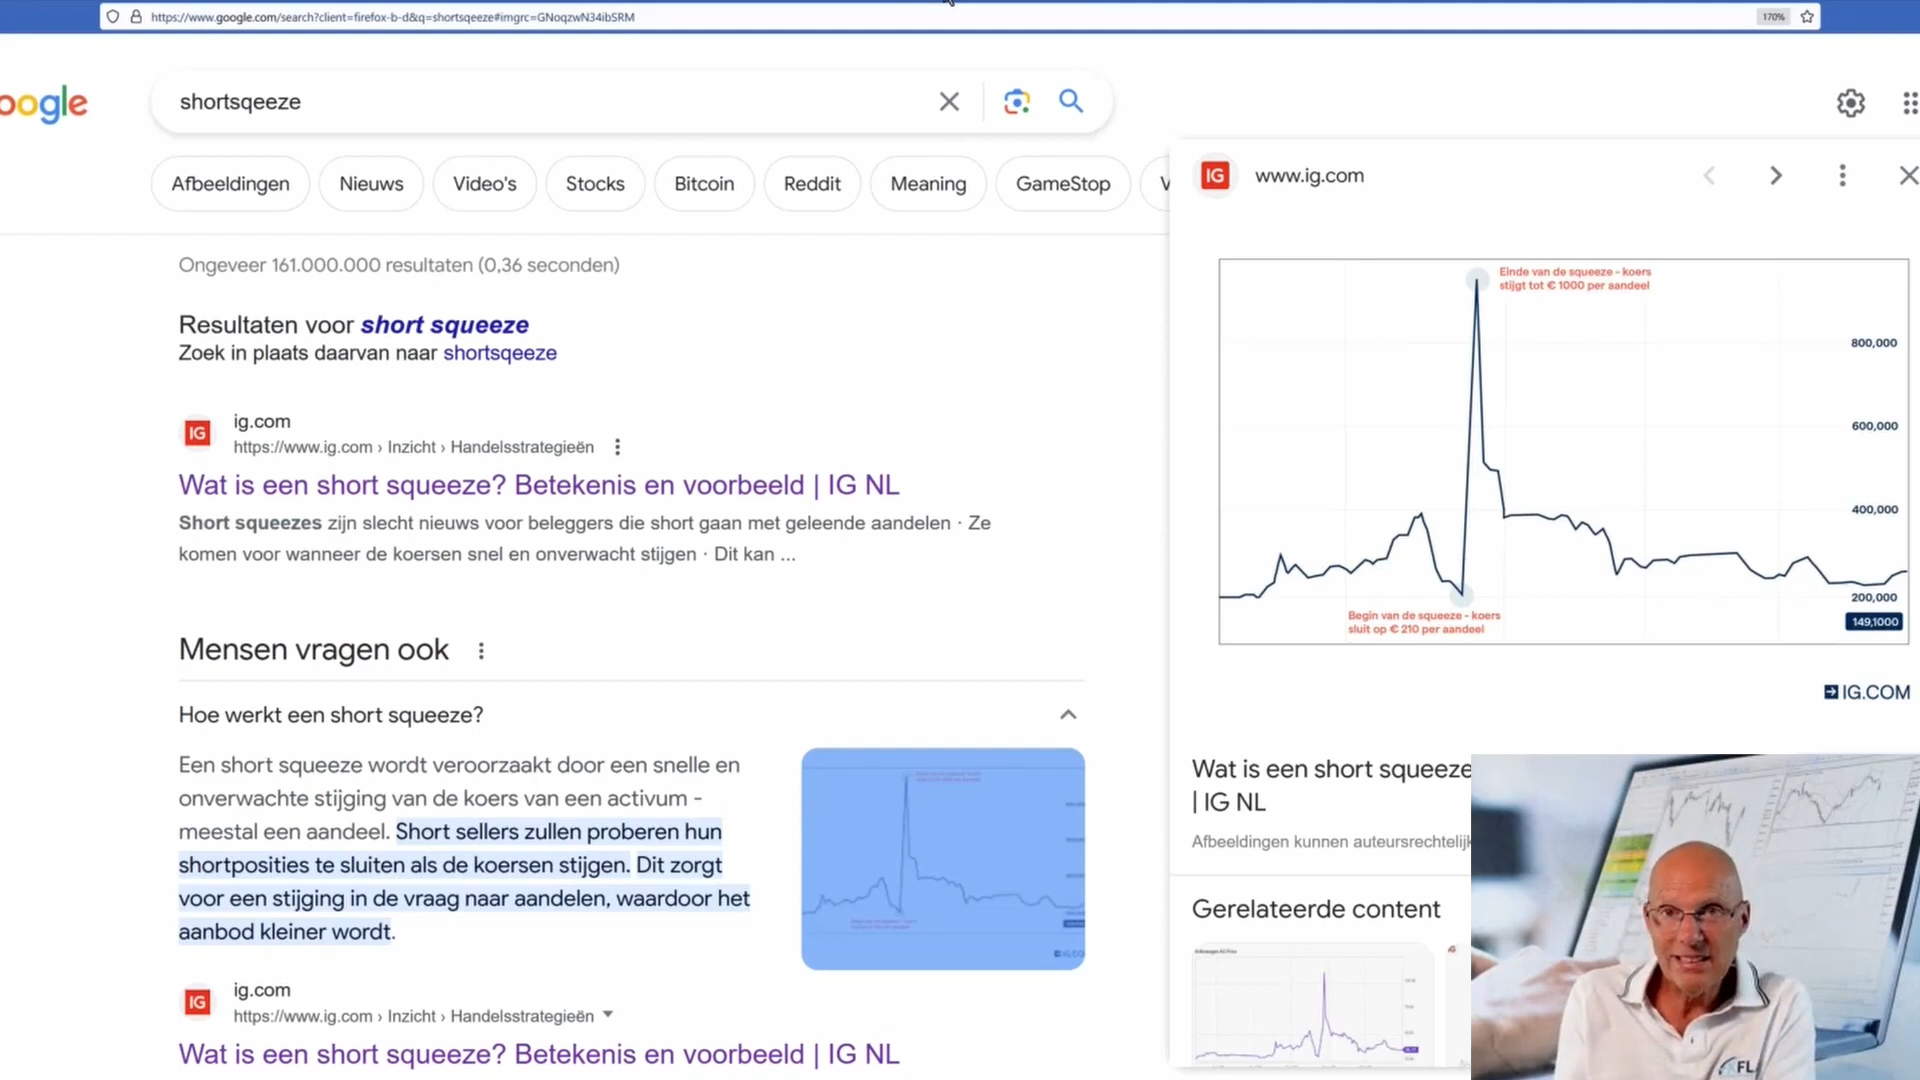 https://www.google.com/search?client=firefox-b-d&q=shortsqeeze#imgrc=GNoqzwN34ibSRM
170%
oogle
shortsqeeze
Afbeeldingen
Nieuws
Video's
Stocks
Bitcoin
Reddit
Meaning
GameStop
Ongeveer 161.000.000 resultaten (0,36 seconden)
Resultaten voor short squeeze
Zoek in plaats daarvan naar shortsqeeze
IG
ig.com
https://www.ig.com › Inzicht › Handelsstrategieën
Wat is een short squeeze? Betekenis en voorbeeld | IG NL
Short squeezes zijn slecht nieuws voor beleggers die short gaan met geleende aandelen · Ze
komen voor wanneer de koersen snel en onverwacht stijgen · Dit kan ...
Mensen vragen ook
Hoe werkt een short squeeze?
Een short squeeze wordt veroorzaakt door een snelle en
onverwachte stijging van de koers van een activum -
meestal een aandeel. Short sellers zullen proberen hun
shortposities te sluiten als de koersen stijgen. Dit zorgt
voor een stijging in de vraag naar aandelen, waardoor het
aanbod kleiner wordt.
IG
ig.com
https://www.ig.com › Inzicht › Handelsstrategieën
Wat is een short squeeze? Betekenis en voorbeeld | IG NL
IG
www.ig.com
Einde van de squeeze - koers
stijgt tot € 1000 per aandeel
800,000
600,000
400,000
200,000
149,1000
Begin van de squeeze - koers
sluit op € 210 per aandeel
IG.COM
Wat is een short squeeze
| IG NL
Afbeeldingen kunnen auteursrechtelijk
Gerelateerde content
FL